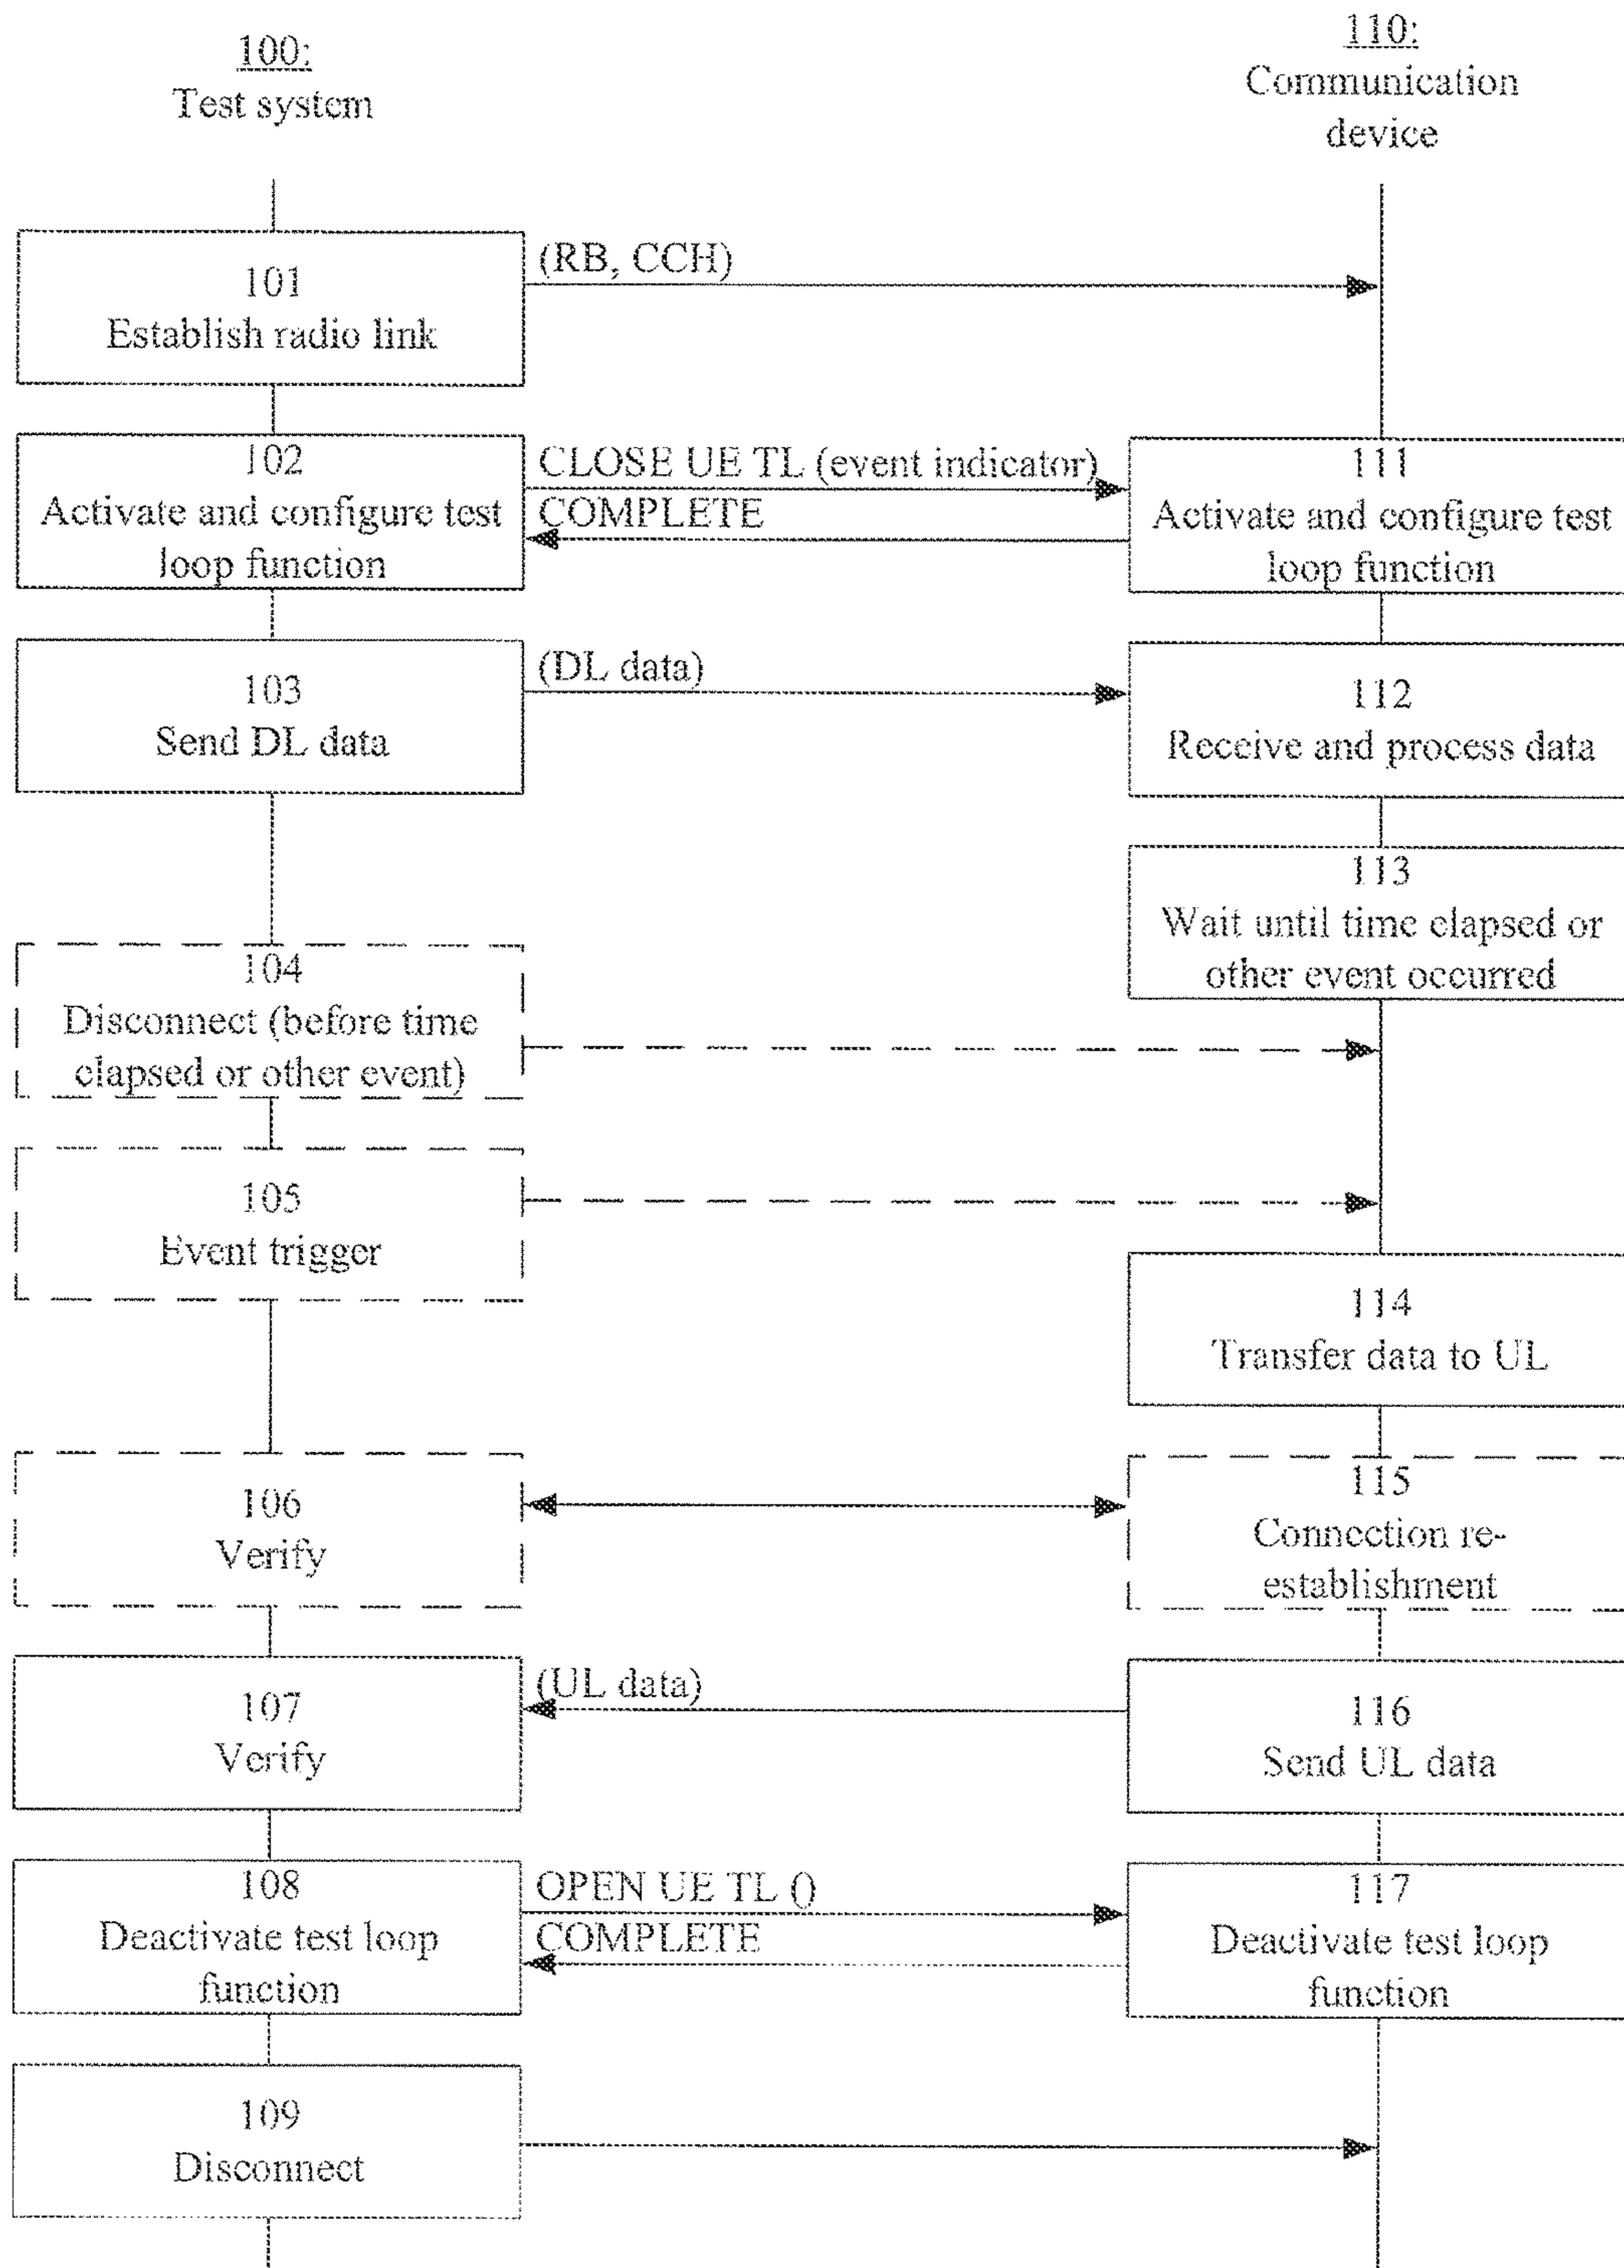 100:
Test system
110:
Communication
device
101
Establish radio link
(RB, CCH)
102
Activate and configure test
loop function
CLOSE UE TL (event indicator)
COMPLETE
111
Activate and configure test
loop function
103
Send DL data
(DL data)
112
Receive and process data
113
Wait until time elapsed or
other event occurred
104
Disconnect (before time
elapsed or other event)
105
Event trigger
114
Transfer data to UL
106
Verify
115
Connection re-
establishment
107
Verify
(UL data)
116
Send UL data
108
Deactivate test loop
function
OPEN UE TL ()
COMPLETE
117
Deactivate test loop
function
109
Disconnect